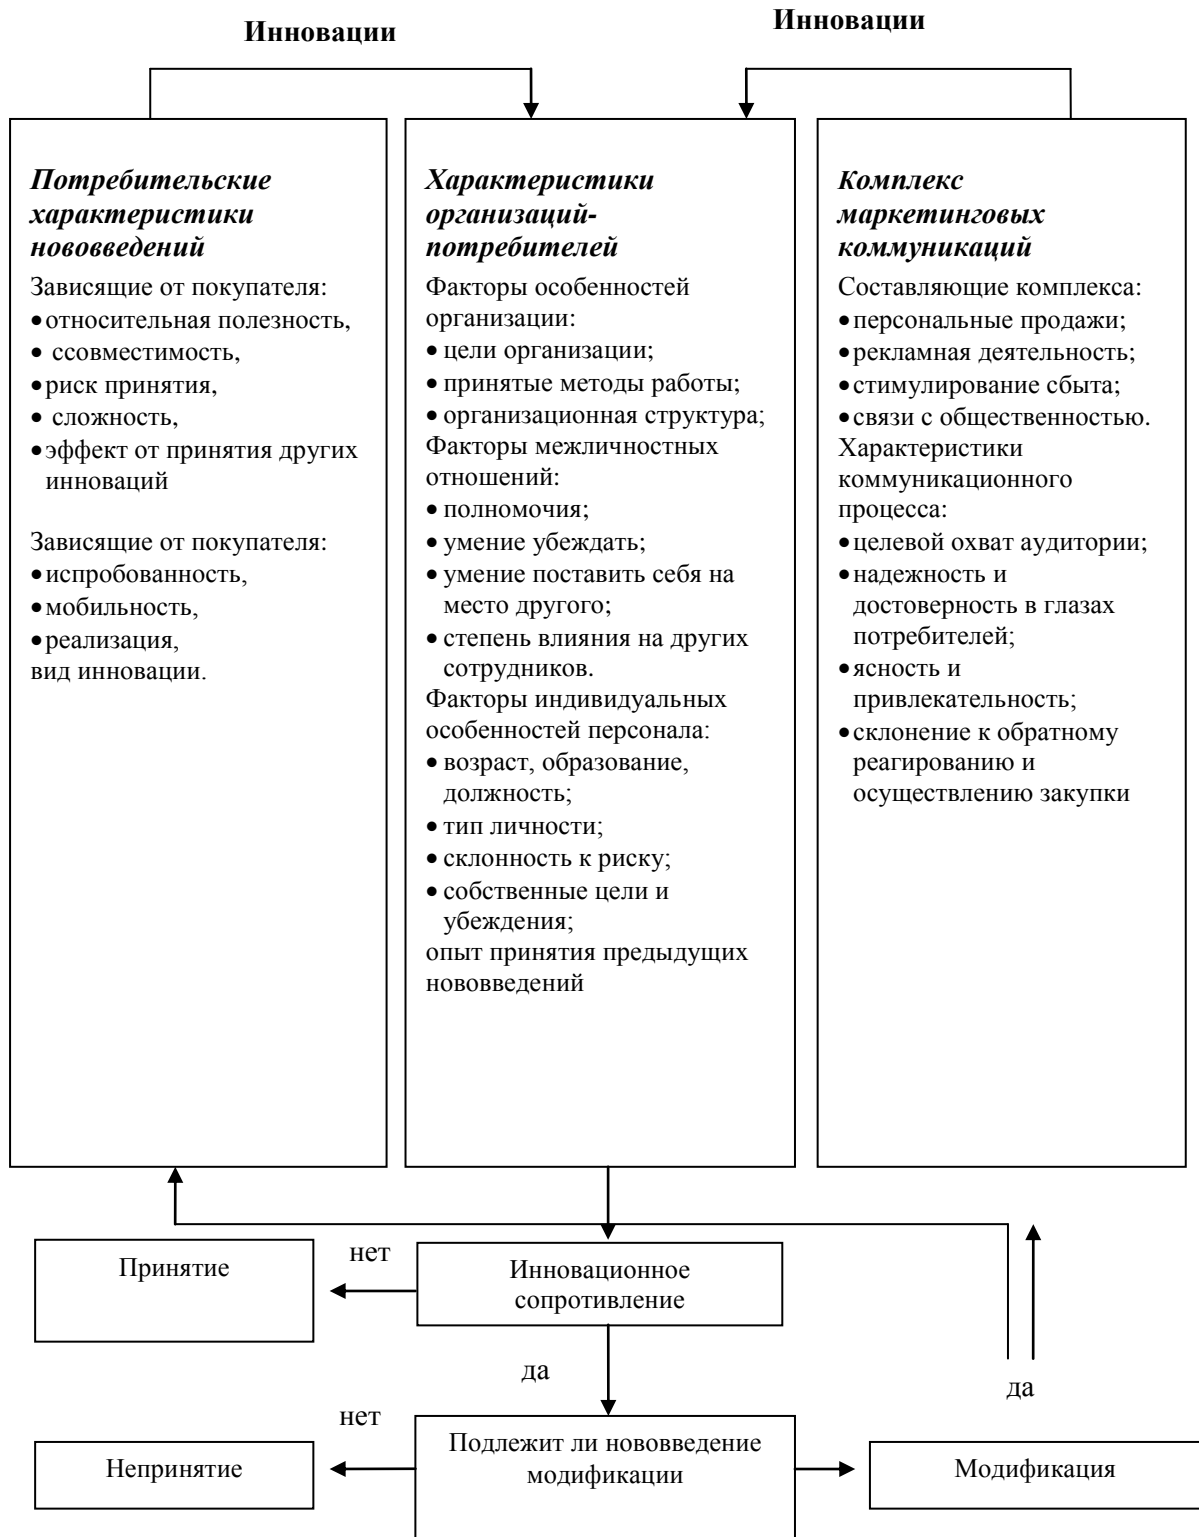 Инновации
Инновации
Потребительские
характеристики
нововведений
Зависящие от покупателя:
• относительная полезность,
• ссовместимость,
• риск принятия,
• сложность,
• эффект от принятия других
инноваций
Зависящие от покупателя:
• испробованность,
• мобильность,
• реализация,
вид инновации.
Характеристики
организаций-
потребителей
Факторы особенностей
организации:
• цели организации;
• принятые методы работы;
• организационная структура;
Факторы межличностных
отношений:
• полномочия;
• умение убеждать;
• умение поставить себя на
место другого;
• степень влияния на других
сотрудников.
Факторы индивидуальных
особенностей персонала:
• возраст, образование,
должность;
• тип личности;
• склонность к риску;
• собственные цели и
убеждения;
опыт принятия предыдущих
нововведений
Комплекс
маркетинговых
коммуникаций
Составляющие комплекса:
• персональные продажи;
• рекламная деятельность;
• стимулирование сбыта;
• связи с общественностью.
Характеристики
коммуникационного
процесса:
• целевой охват аудитории;
• надежность и
достоверность в глазах
потребителей;
• ясность и
привлекательность;
• склонение к обратному
реагированию и
осуществлению закупки
Принятие
нет
Инновационное
сопротивление
да
да
нет
Непринятие
Подлежит ли нововведение
модификации
Модификация